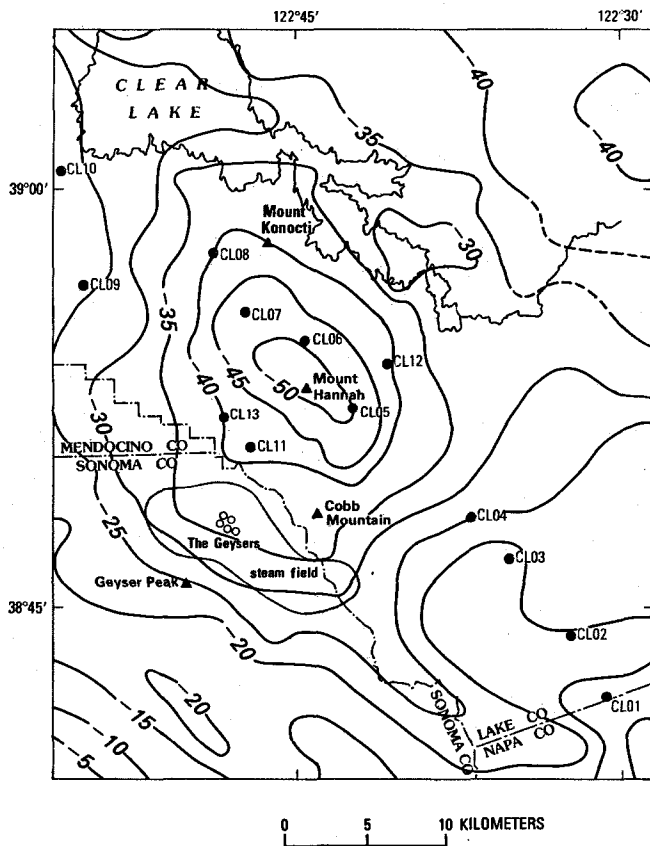 122°45'
122°30'
CLEAR
LAKE
-40
-35
-40
CL10
39°00'
Mount
Konocti
-30
CL08
CL09
CL07
-35
CL06
CL12
-45
-50
Mount
Hannah
-40
CL05
CL13
-30
CL11
MENDOCINO CO
SONOMA CO
-25
Cobb
Mountain
CL04
The Geysers
CL03
steam field
Geyser Peak
38°45'
CL02
-20
-20
CL01
-15
SONOMA CO
LAKE CO
NAPA CO
-10
-5
0 5 10 KILOMETERS